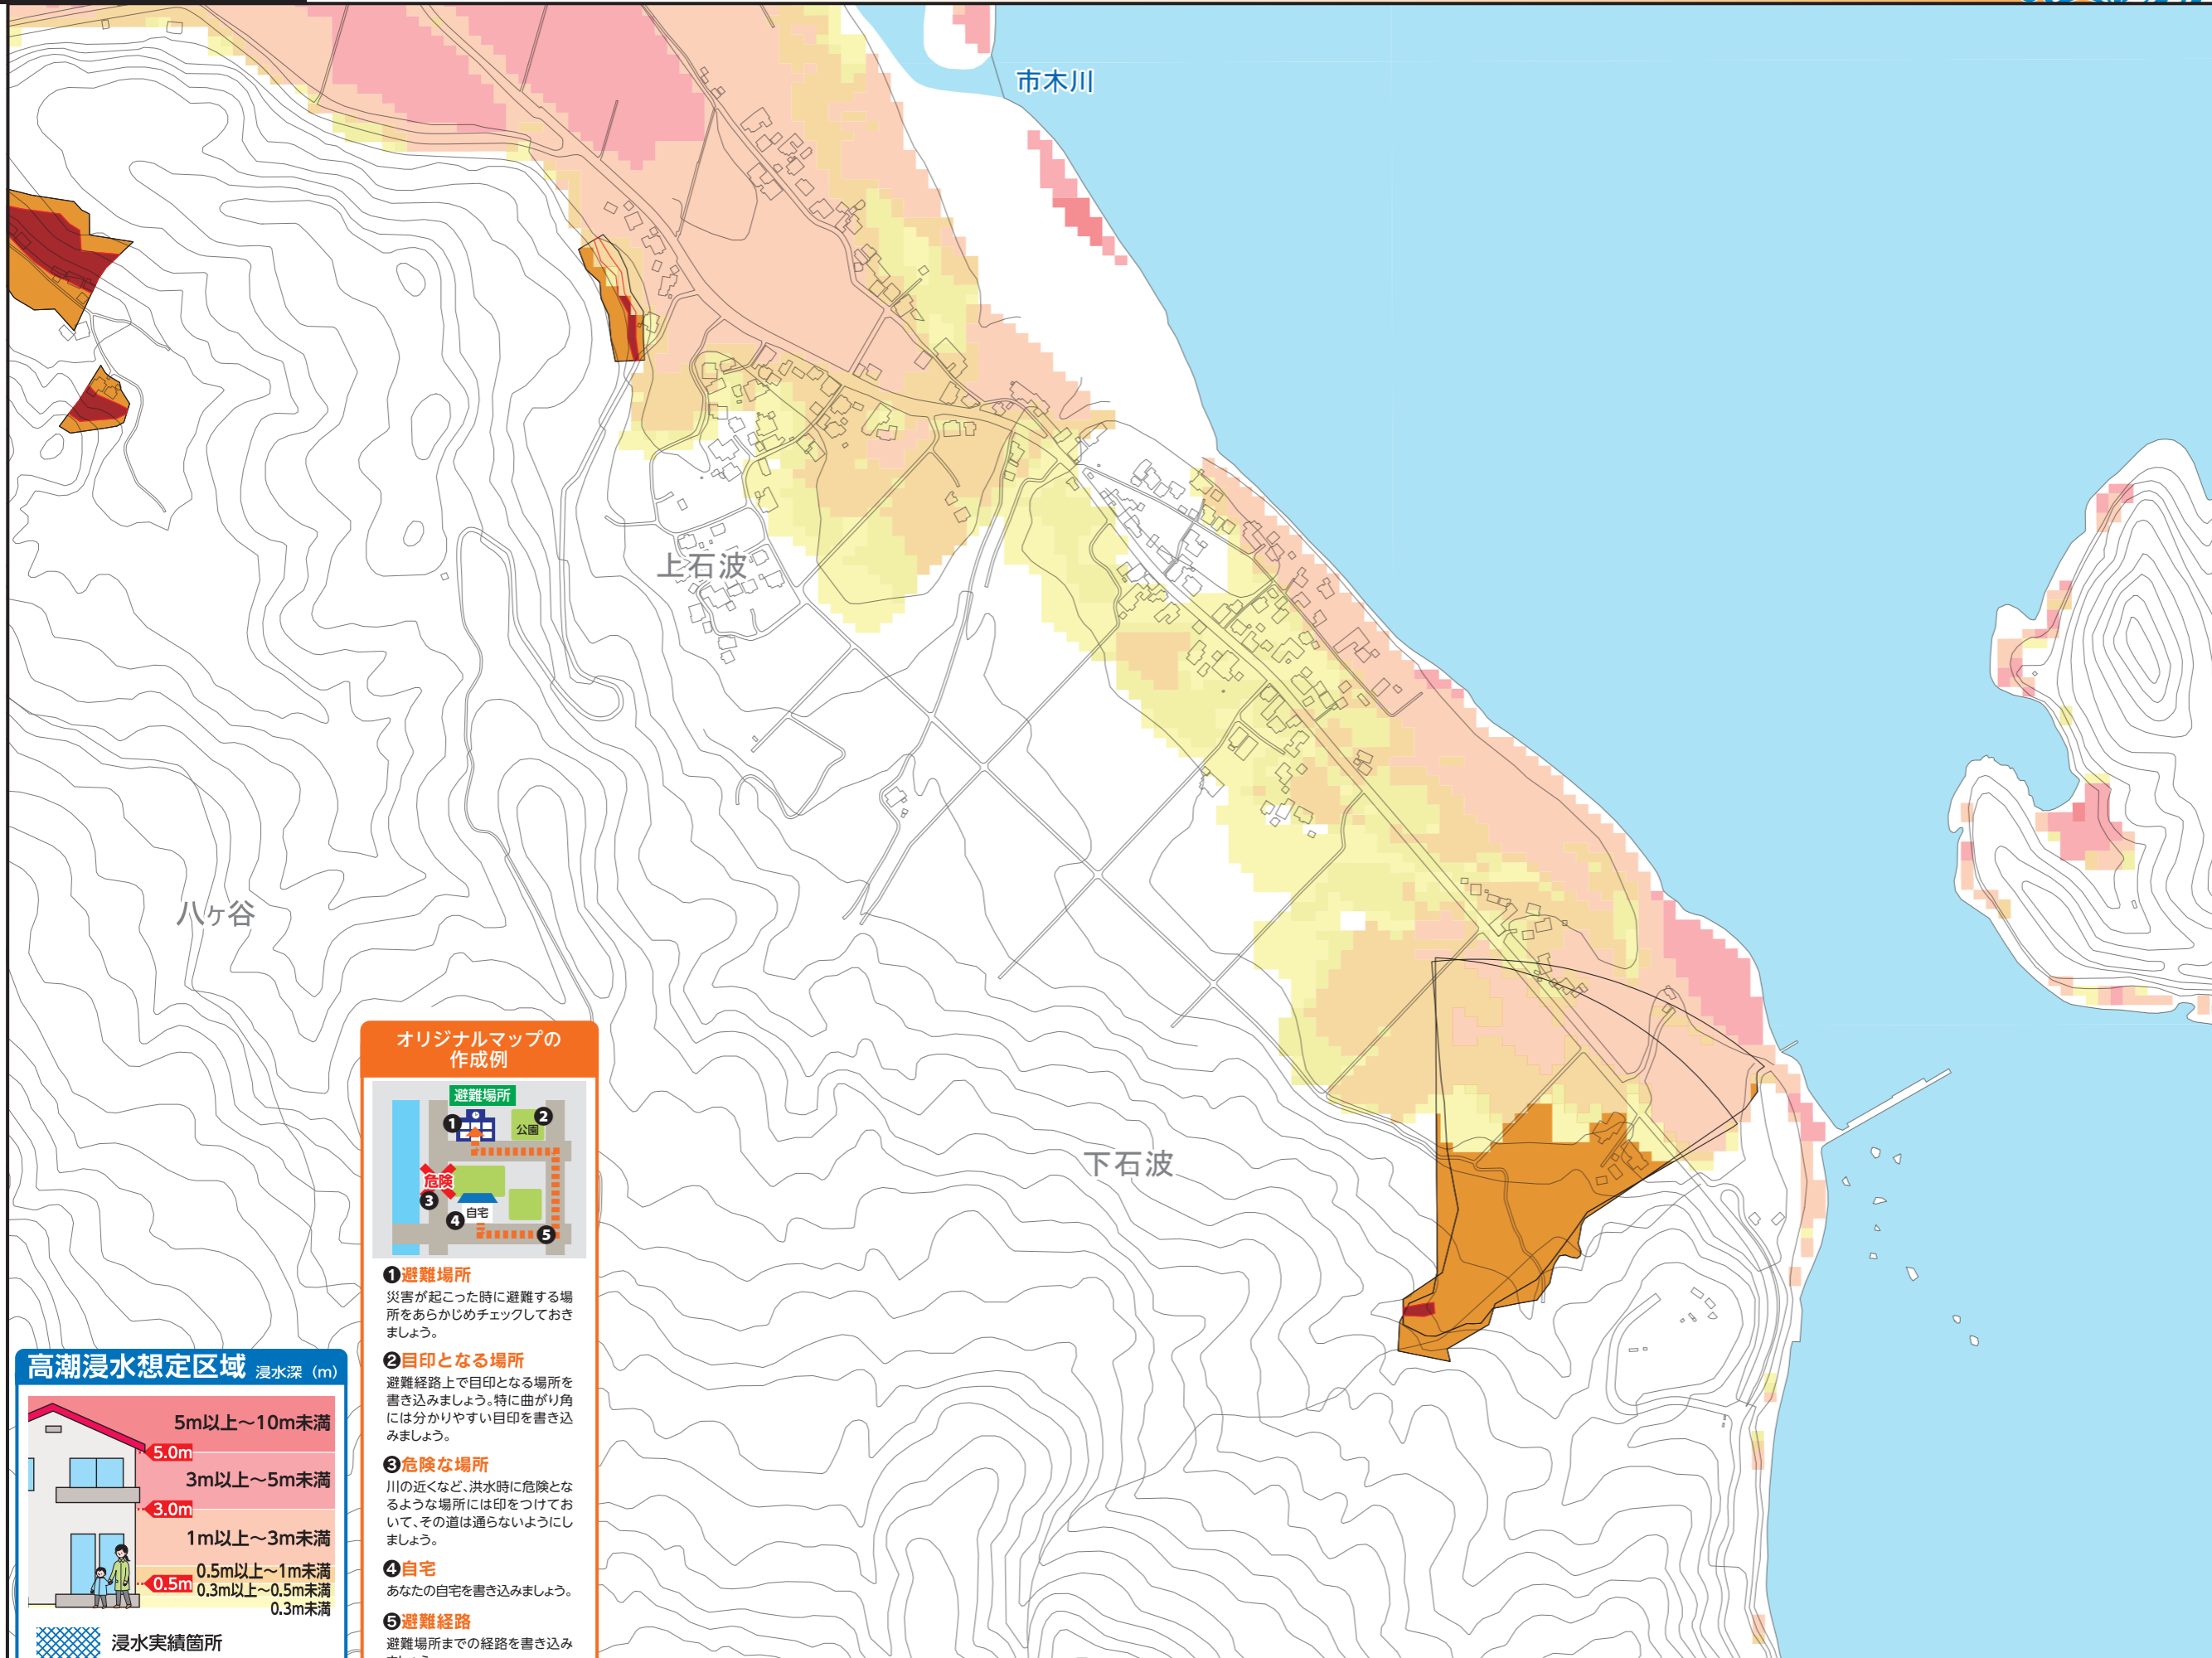 市木川
上石波
八ヶ谷
下石波
オリジナルマップの
作成例
避難場所
1
2
公園
危険
3
4
自宅
5
❶避難場所
災害が起こった時に避難する場
所をあらかじめチェックしておき
ましょう。
❷目印となる場所
避難経路上で目印となる場所を
書き込みましょう。特に曲がり角
には分かりやすい目印を書き込
みましょう。
❸危険な場所
川の近くなど、洪水時に危険とな
るような場所には印をつけてお
いて、その道は通らないようにし
ましょう。
❹自宅
あなたの自宅を書き込みましょう。
❺避難経路
避難場所までの経路を書き込み
高潮浸水想定区域 浸水深（m）
5m以上～10m未満
5.0m
3m以上～5m未満
3.0m
1m以上～3m未満
0.5m以上～1m未満
0.5m
0.3m以上～0.5m未満
0.3m未満
浸水実績箇所